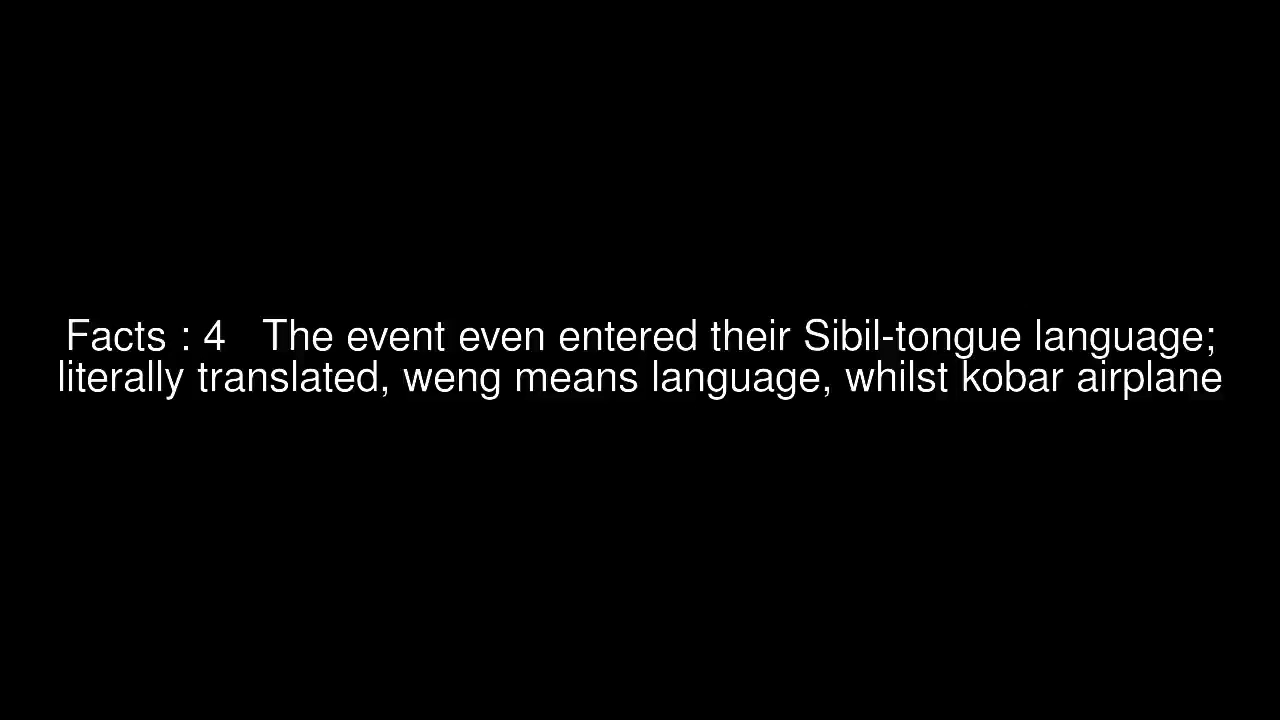 Facts : 4   The event even entered their Sibil-tongue language;
literally translated, weng means language, whilst kobar airplane